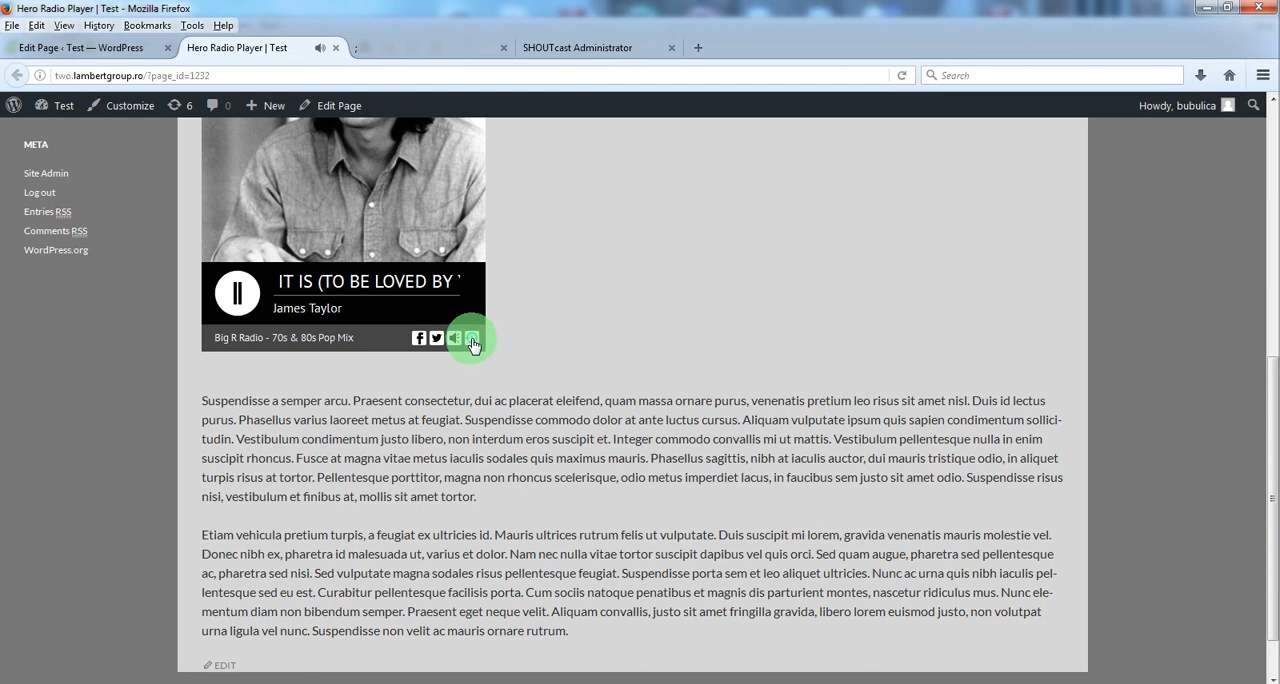 Hero Radio Player | Test - Mozilla Firefox
File Edit View History Bookmarks Tools Help
Edit Page ‹ Test — WordPress
Hero Radio Player | Test
;
SHOUTcast Administrator
two.lambertgroup.ro/?page_id=1232
Search
Test
Customize
6
0
New
Edit Page
Howdy, bubulica
META
Site Admin
Log out
Entries RSS
Comments RSS
WordPress.org
IT IS (TO BE LOVED BY
James Taylor
Big R Radio - 70s & 80s Pop Mix
Suspendisse a semper arcu. Praesent consectetur, dui ac placerat eleifend, quam massa ornare purus, venenatis pretium leo risus sit amet nisl. Duis id lectus
purus. Phasellus varius laoreet metus at feugiat. Suspendisse commodo dolor at ante luctus cursus. Aliquam vulputate ipsum quis sapien condimentum sollici-
tudin. Vestibulum condimentum justo libero, non interdum eros suscipit et. Integer commodo convallis mi ut mattis. Vestibulum pellentesque nulla in enim
suscipit rhoncus. Fusce at magna vitae metus iaculis sodales quis maximus mauris. Phasellus sagittis, nibh at iaculis auctor, dui mauris tristique odio, in aliquet
turpis risus at tortor. Pellentesque porttitor, magna non rhoncus scelerisque, odio metus imperdiet lacus, in faucibus sem justo sit amet odio. Suspendisse risus
nisi, vestibulum et finibus at, mollis sit amet tortor.
Etiam vehicula pretium turpis, a feugiat ex ultricies id. Mauris ultrices rutrum felis ut vulputate. Duis suscipit mi lorem, gravida venenatis mauris molestie vel.
Donec nibh ex, pharetra id malesuada ut, varius et dolor. Nam nec nulla vitae tortor suscipit dapibus vel quis orci. Sed quam augue, pharetra sed pellentesque
ac, pharetra sed nisi. Sed vulputate magna sodales risus pellentesque feugiat. Suspendisse porta sem et leo aliquet ultricies. Nunc ac urna quis nibh iaculis pel-
lentesque sed eu est. Curabitur pellentesque facilisis porta. Cum sociis natoque penatibus et magnis dis parturient montes, nascetur ridiculus mus. Nunc ele-
mentum diam non bibendum semper. Praesent eget neque velit. Aliquam convallis, justo sit amet fringilla gravida, libero lorem euismod justo, non volutpat
urna ligula vel nunc. Suspendisse non velit ac mauris ornare rutrum.
EDIT